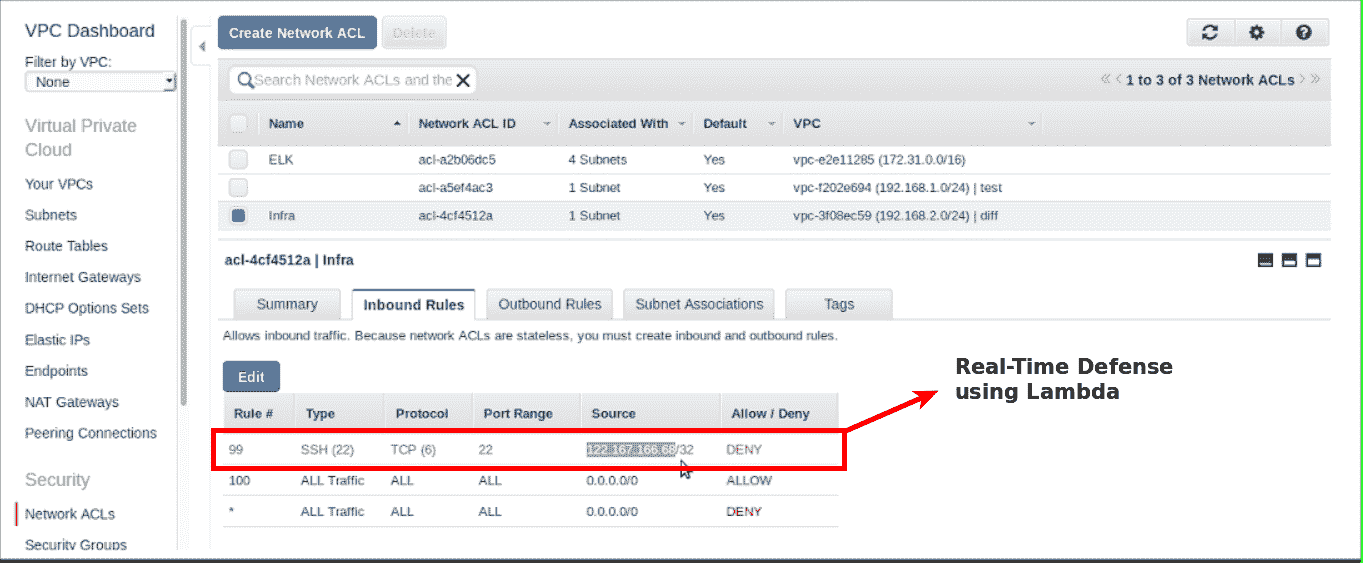 VPC Dashboard
Filter by VPC:
None
Virtual Private
Cloud
Your VPCs
Subnets
Route Tables
Internet Gateways
DHCP Options Sets
Elastic IPs
Endpoints
NAT Gateways
Peering Connections
Security
Network ACLs
Security Groups
Create Network ACL Delete
Search Network ACLs and the
1 to 3 of 3 Network ACLs
Name Network ACL ID Associated With Default VPC
ELK acl-a2b06dc5 4 Subnets Yes vpc-e2e11285 (172.31.0.0/16)
acl-a5ef4ac3 1 Subnet Yes vpc-f202e694 (192.168.1.0/24) | test
Infra acl-4cf4512a 1 Subnet Yes vpc-3f08ec59 (192.168.2.0/24) | diff
acl-4cf4512a | Infra
Summary Inbound Rules Outbound Rules Subnet Associations Tags
Allows inbound traffic. Because network ACLs are stateless, you must create inbound and outbound rules.
Edit
Rule # Type Protocol Port Range Source Allow / Deny
99 SSH (22) TCP (6) 22 122.167.166.68/32 DENY
100 ALL Traffic ALL ALL 0.0.0.0/0 ALLOW
* ALL Traffic ALL ALL 0.0.0.0/0 DENY
Real-Time Defense
using Lambda